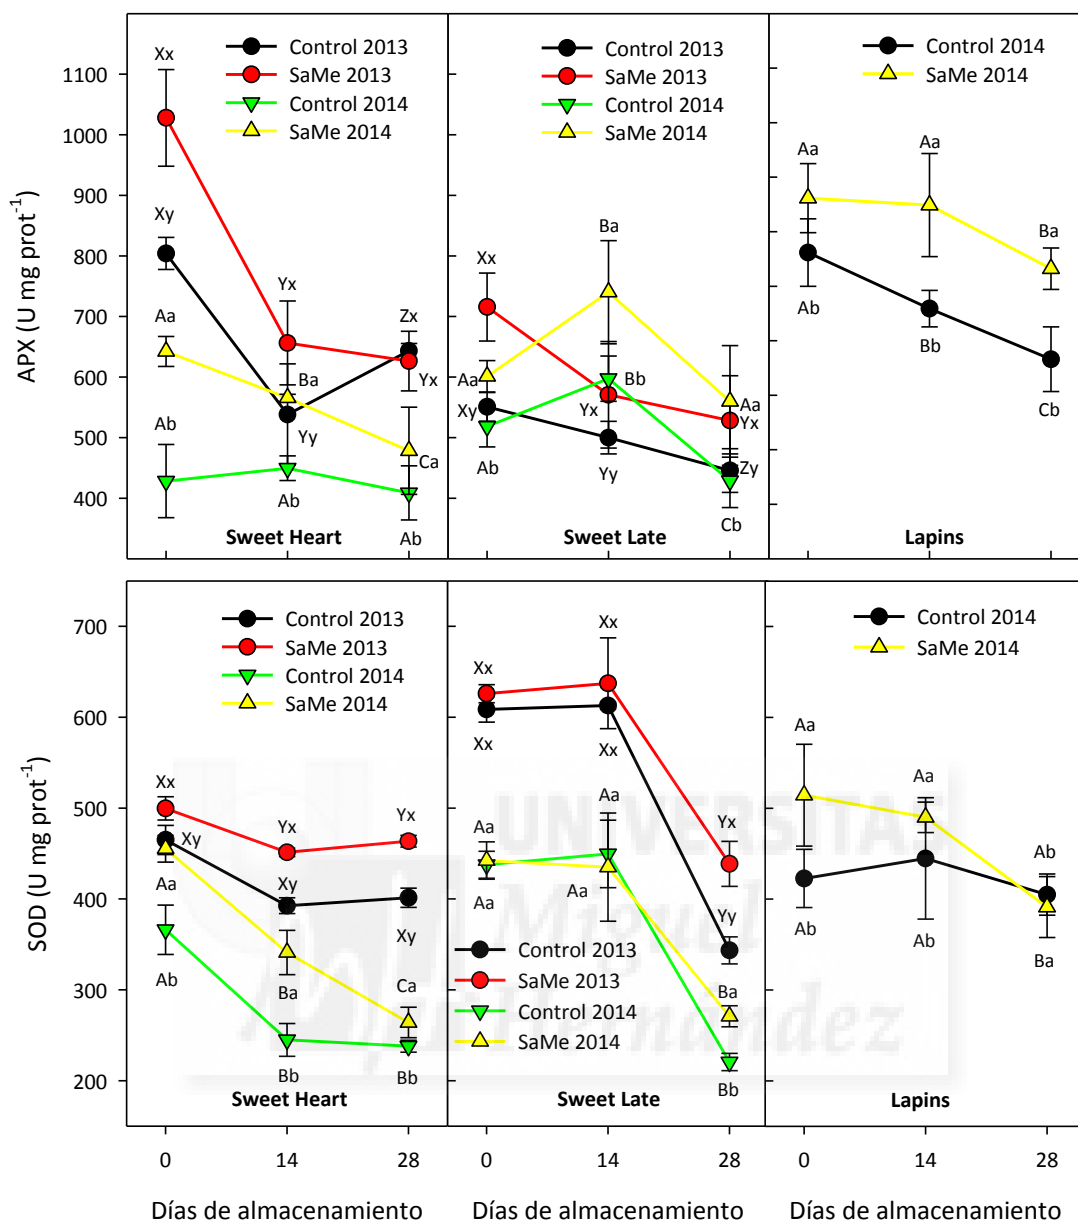 Control 2013
SaMe 2013
Control 2014
SaMe 2014
Control 2013
SaMe 2013
Control 2014
SaMe 2014
Control 2014
SaMe 2014
APX (U mg prot⁻¹)
1100
1000
900
800
700
600
500
400
Xx
Xy
Aa
Ab
Yx
Ba
Yy
Ab
Zx
Yx
Ca
Ab
Sweet Heart
Xx
Aa
Xy
Ab
Ba
Bb
Yx
Yy
Aa
Yx
Zy
Cb
Sweet Late
Aa
Ab
Aa
Bb
Ba
Cb
Lapins
Control 2013
SaMe 2013
Control 2014
SaMe 2014
Control 2014
SaMe 2014
SOD (U mg prot⁻¹)
700
600
500
400
300
200
Xx
Xy
Aa
Ab
Yx
Xy
Ba
Bb
Yx
Xy
Ca
Bb
Sweet Heart
Xx
Xx
Aa
Aa
Xx
Xx
Aa
Aa
Yx
Yy
Ba
Bb
Control 2013
SaMe 2013
Control 2014
SaMe 2014
Sweet Late
Aa
Ab
Aa
Ab
Ab
Ba
Lapins
UNIVERSITAS
Miguel
Hernández
0 14 28 0 14 28 0 14 28
Días de almacenamiento Días de almacenamiento Días de almacenamiento